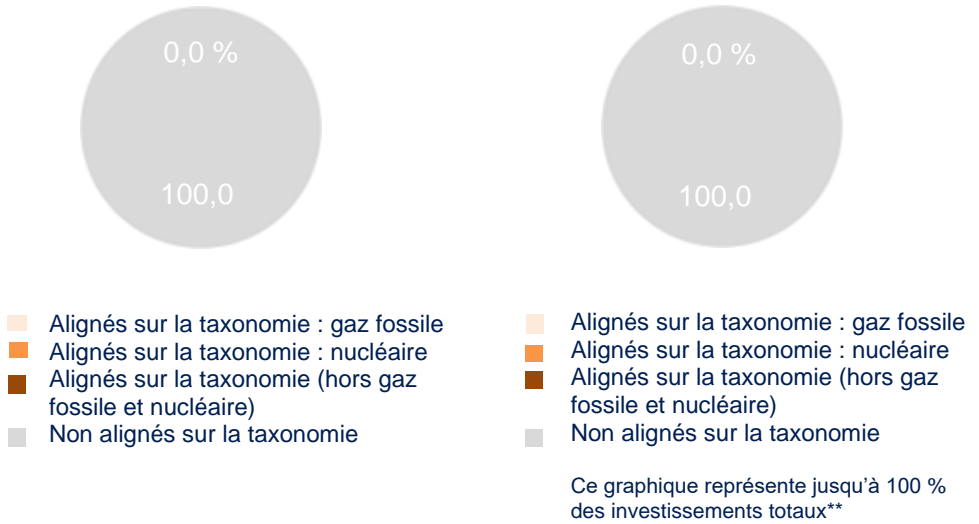 0,0 %
100,0
Alignés sur la taxonomie : gaz fossile
Alignés sur la taxonomie : nucléaire
Alignés sur la taxonomie (hors gaz
fossile et nucléaire)
Non alignés sur la taxonomie
0,0 %
100,0
Alignés sur la taxonomie : gaz fossile
Alignés sur la taxonomie : nucléaire
Alignés sur la taxonomie (hors gaz
fossile et nucléaire)
Non alignés sur la taxonomie
Ce graphique représente jusqu’à 100 %
des investissements totaux**